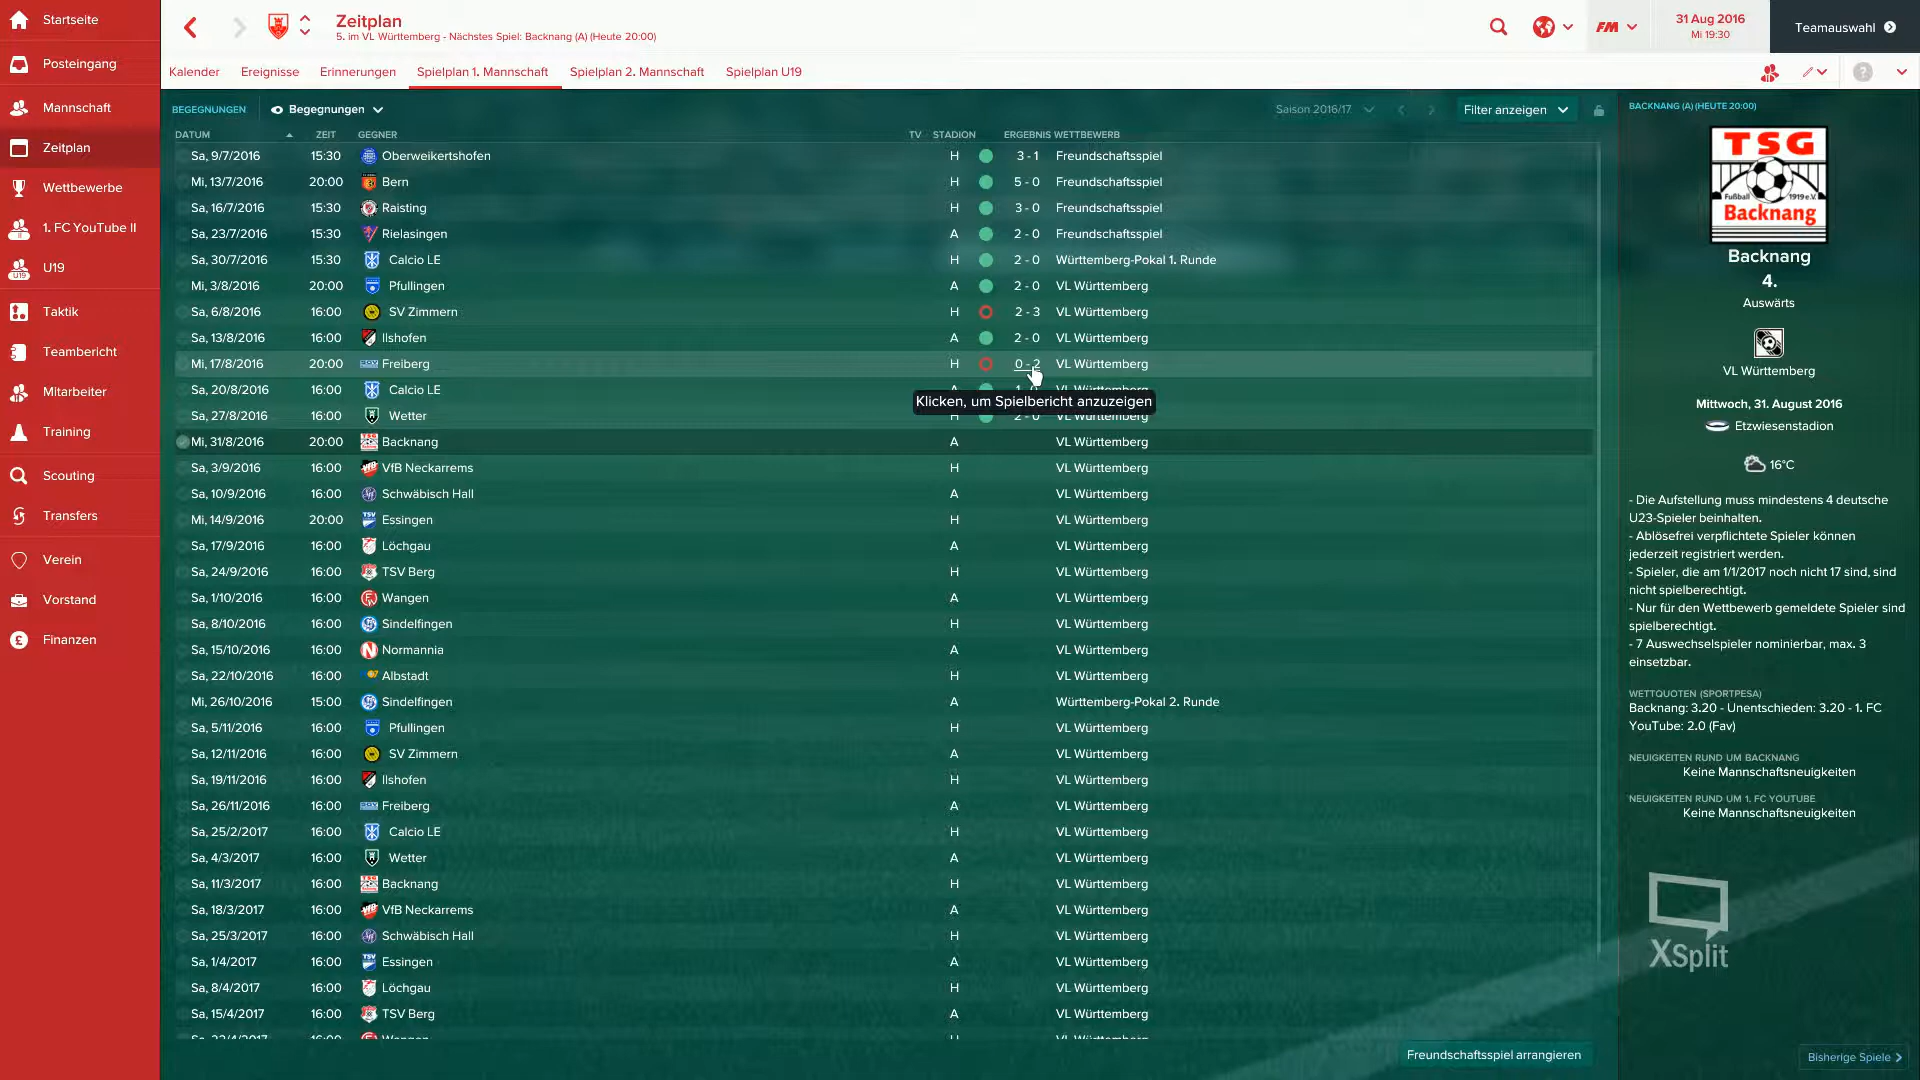 Startseite
Posteingang
Mannschaft
Zeitplan
Wettbewerbe
1. FC YouTube II
U19
Taktik
Teambericht
Mitarbeiter
Training
Scouting
Transfers
Verein
Vorstand
Finanzen
Zeitplan
5. im VL Württemberg - Nächstes Spiel: Backnang (A) (Heute 20:00)
FM
31 Aug 2016
Mi 19:30
Teamauswahl
Kalender Ereignisse Erinnerungen Spielplan 1. Mannschaft Spielplan 2. Mannschaft Spielplan U19
BEGEGNUNGEN Begegnungen Saison 2016/17 Filter anzeigen
DATUM ZEIT GEGNER TV STADION ERGEBNIS WETTBEWERB
Sa, 9/7/2016 15:30 Oberweikertshofen H 3 - 1 Freundschaftsspiel
Mi, 13/7/2016 20:00 Bern H 5 - 0 Freundschaftsspiel
Sa, 16/7/2016 15:30 Raisting H 3 - 0 Freundschaftsspiel
Sa, 23/7/2016 15:30 Rielasingen A 2 - 0 Freundschaftsspiel
Sa, 30/7/2016 15:30 Calcio LE H 2 - 0 Württemberg-Pokal 1. Runde
Mi, 3/8/2016 20:00 Pfullingen A 2 - 0 VL Württemberg
Sa, 6/8/2016 16:00 SV Zimmern H 2 - 3 VL Württemberg
Sa, 13/8/2016 16:00 Ilshofen A 2 - 0 VL Württemberg
Mi, 17/8/2016 20:00 Freiberg H 0 - 2 VL Württemberg
Sa, 20/8/2016 16:00 Calcio LE A 1 - 0 VL Württemberg
Klicken, um Spielbericht anzuzeigen
Sa, 27/8/2016 16:00 Wetter H 2 - 0 VL Württemberg
Mi, 31/8/2016 20:00 Backnang A VL Württemberg
Sa, 3/9/2016 16:00 VfB Neckarrems H VL Württemberg
Sa, 10/9/2016 16:00 Schwäbisch Hall A VL Württemberg
Mi, 14/9/2016 20:00 Essingen H VL Württemberg
Sa, 17/9/2016 16:00 Löchgau A VL Württemberg
Sa, 24/9/2016 16:00 TSV Berg H VL Württemberg
Sa, 1/10/2016 16:00 Wangen A VL Württemberg
Sa, 8/10/2016 16:00 Sindelfingen H VL Württemberg
Sa, 15/10/2016 16:00 Normannia A VL Württemberg
Sa, 22/10/2016 16:00 Albstadt H VL Württemberg
Mi, 26/10/2016 15:00 Sindelfingen A Württemberg-Pokal 2. Runde
Sa, 5/11/2016 16:00 Pfullingen H VL Württemberg
Sa, 12/11/2016 16:00 SV Zimmern A VL Württemberg
Sa, 19/11/2016 16:00 Ilshofen H VL Württemberg
Sa, 26/11/2016 16:00 Freiberg A VL Württemberg
Sa, 25/2/2017 16:00 Calcio LE H VL Württemberg
Sa, 4/3/2017 16:00 Wetter A VL Württemberg
Sa, 11/3/2017 16:00 Backnang H VL Württemberg
Sa, 18/3/2017 16:00 VfB Neckarrems A VL Württemberg
Sa, 25/3/2017 16:00 Schwäbisch Hall H VL Württemberg
Sa, 1/4/2017 16:00 Essingen A VL Württemberg
Sa, 8/4/2017 16:00 Löchgau H VL Württemberg
Sa, 15/4/2017 16:00 TSV Berg A VL Württemberg
Freundschaftsspiel arrangieren
BACKNANG (A) (HEUTE 20:00)
TSG
Fußball 1919 e.V.
Backnang
Backnang
4.
Auswärts
VL Württemberg
Mittwoch, 31. August 2016
Etzwiesenstadion
16°C
- Die Aufstellung muss mindestens 4 deutsche
U23-Spieler beinhalten.
- Ablösefrei verpflichtete Spieler können
jederzeit registriert werden.
- Spieler, die am 1/1/2017 noch nicht 17 sind, sind
nicht spielberechtigt.
- Nur für den Wettbewerb gemeldete Spieler sind
spielberechtigt.
- 7 Auswechselspieler nominierbar, max. 3
einsetzbar.
WETTQUOTEN (SPORTPESA)
Backnang: 3.20 - Unentschieden: 3.20 - 1. FC
YouTube: 2.0 (Fav)
NEUIGKEITEN RUND UM BACKNANG
Keine Mannschaftsneuigkeiten
NEUIGKEITEN RUND UM 1. FC YOUTUBE
Keine Mannschaftsneuigkeiten
XSplit
Bisherige Spiele